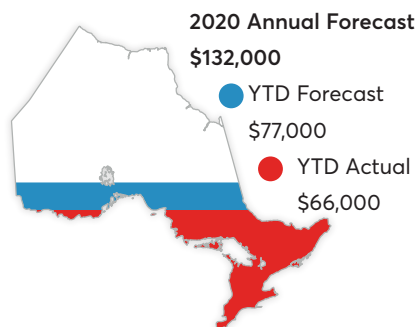 2020 Annual Forecast
$132,000
YTD Forecast
$77,000
YTD Actual
$66,000